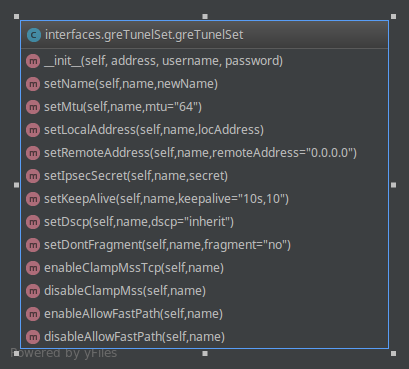 C interfaces.greTunelSet.greTunelSet
m __init__(self, address, username, password)
m setName(self,name,newName)
m setMtu(self,name,mtu="64")
m setLocalAddress(self,name,locAddress)
m setRemoteAddress(self,name,remoteAddress="0.0.0.0")
m setIpsecSecret(self,name,secret)
m setKeepAlive(self,name,keepalive="10s,10")
m setDscp(self,name,dscp="inherit")
m setDontFragment(self,name,fragment="no")
m enableClampMssTcp(self,name)
m disableClampMss(self,name)
m enableAllowFastPath(self,name)
m disableAllowFastPath(self,name)
Powered by yFiles